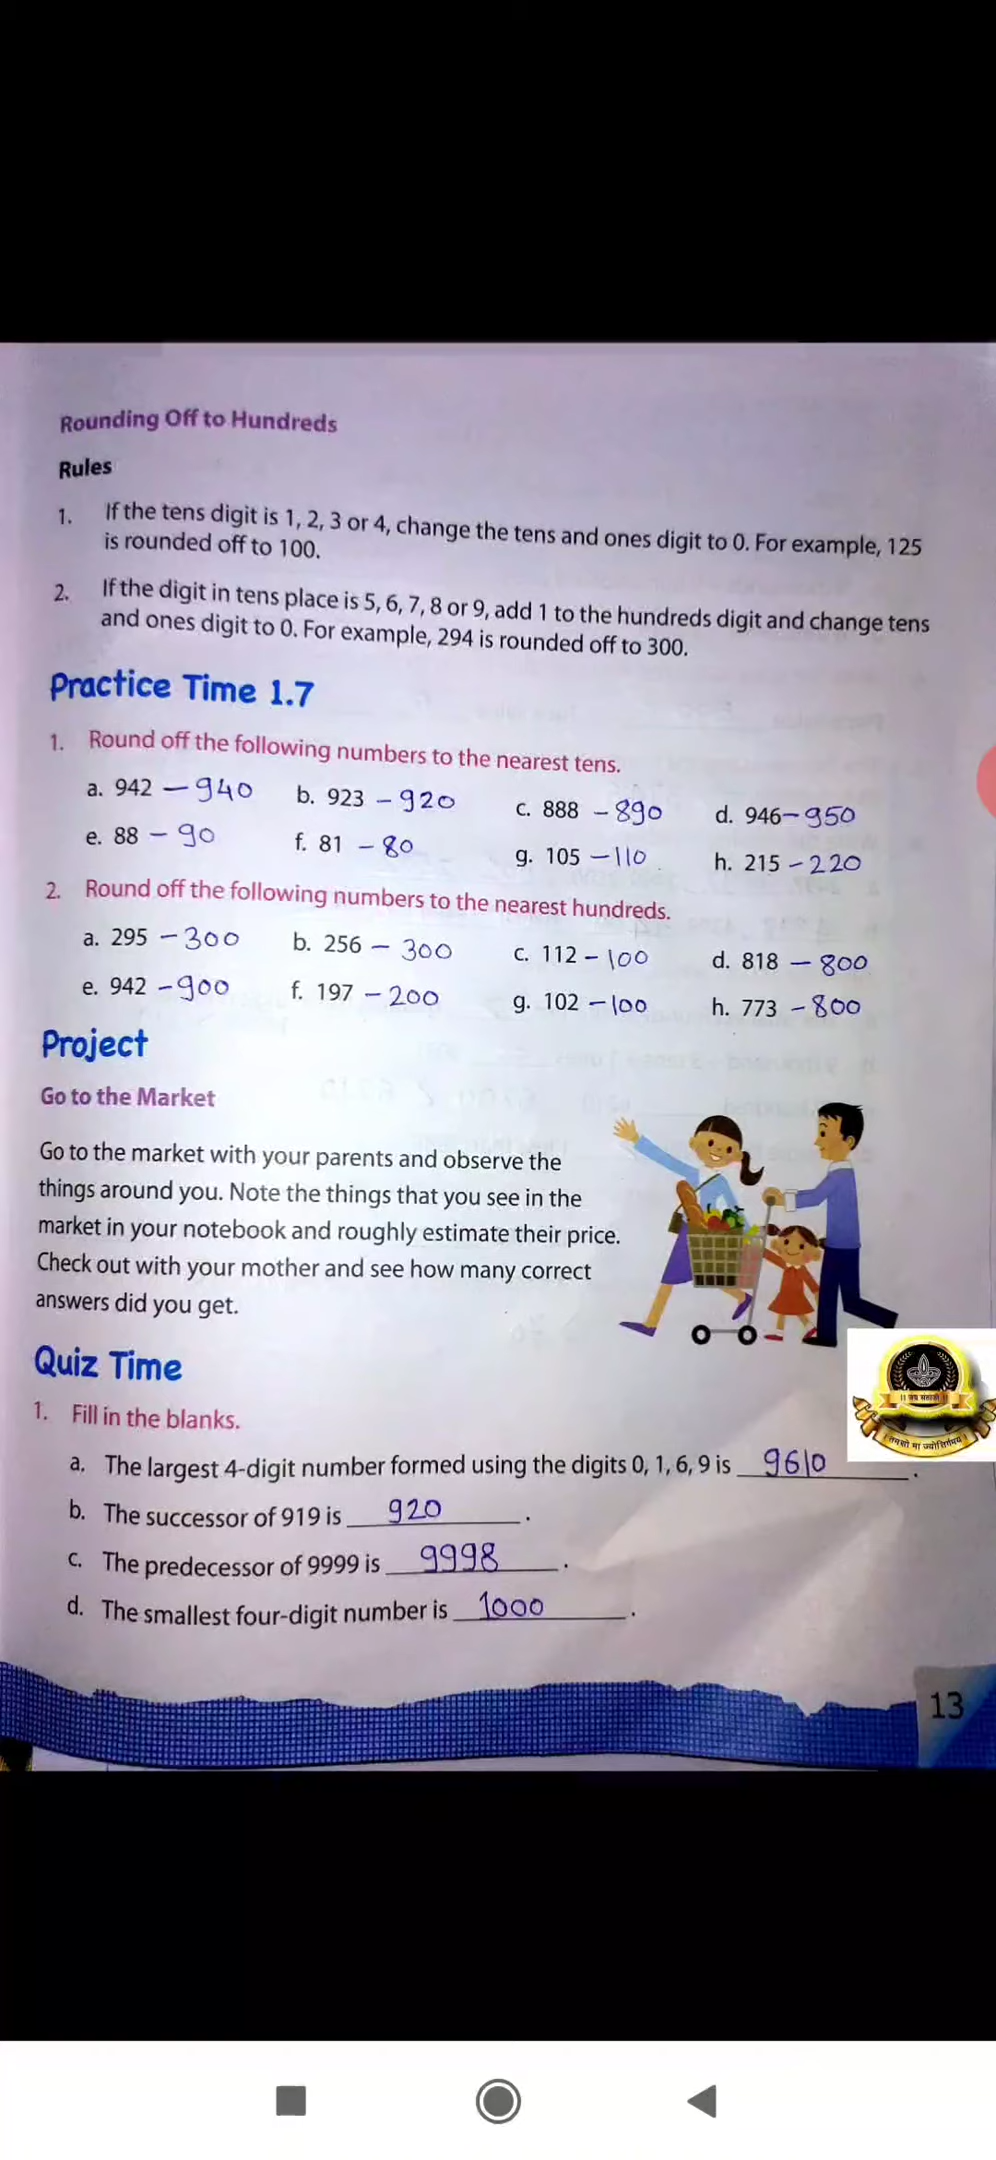 Rounding Off to Hundreds
Rules
1. If the tens digit is 1, 2, 3 or 4, change the tens and ones digit to 0. For example, 125
is rounded off to 100.
2. If the digit in tens place is 5, 6, 7, 8 or 9, add 1 to the hundreds digit and change tens
and ones digit to 0. For example, 294 is rounded off to 300.
Practice Time 1.7
1. Round off the following numbers to the nearest tens.
a. 942 – 940 b. 923 – 920 c. 888 – 890 d. 946 – 950
e. 88 – 90 f. 81 – 80 g. 105 – 110 h. 215 – 220
2. Round off the following numbers to the nearest hundreds.
a. 295 – 300 b. 256 – 300 c. 112 – 100 d. 818 – 800
e. 942 – 900 f. 197 – 200 g. 102 – 100 h. 773 – 800
Project
Go to the Market
Go to the market with your parents and observe the
things around you. Note the things that you see in the
market in your notebook and roughly estimate their price.
Check out with your mother and see how many correct
answers did you get.
Quiz Time
1. Fill in the blanks.
a. The largest 4-digit number formed using the digits 0, 1, 6, 9 is 9610.
b. The successor of 919 is 920.
c. The predecessor of 9999 is 9998.
d. The smallest four-digit number is 1000.
13